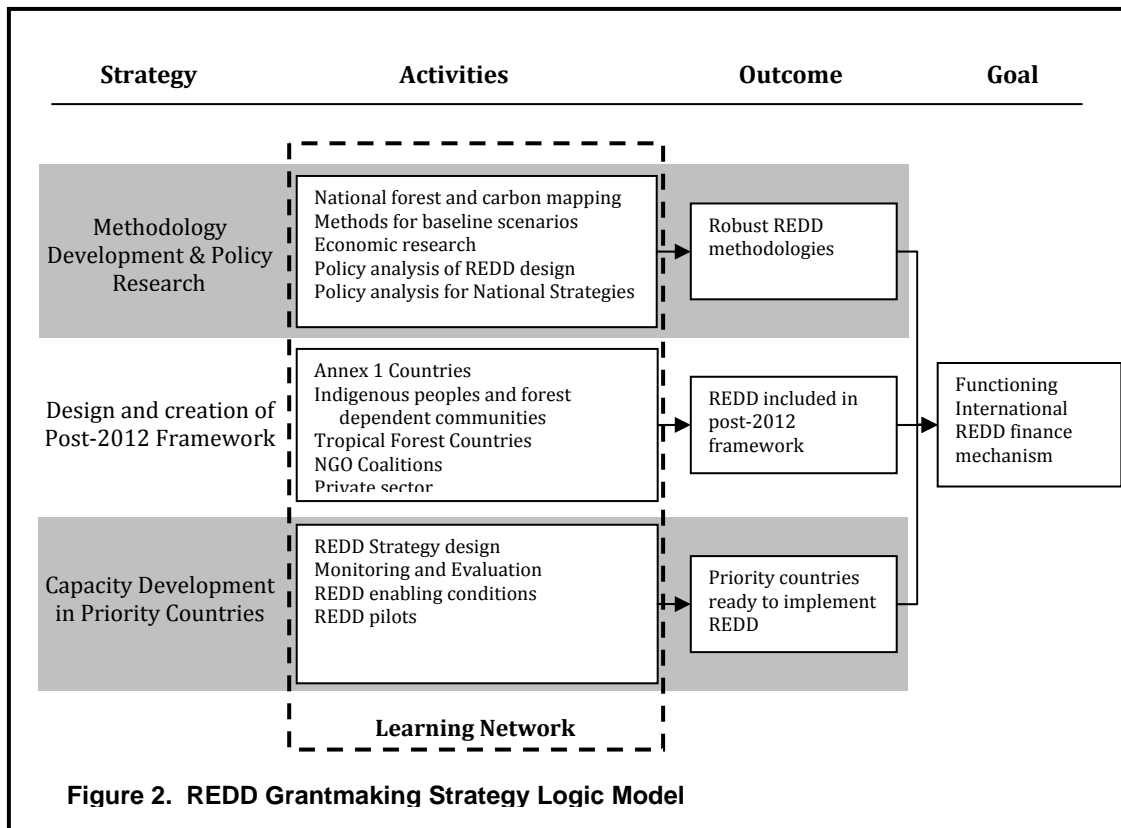 Strategy Activities Outcome Goal
Methodology
Development & Policy
Research
National forest and carbon mapping
Methods for baseline scenarios
Economic research
Policy analysis of REDD design
Policy analysis for National Strategies
Robust REDD
methodologies
Design and creation of
Post-2012 Framework
Annex 1 Countries
Indigenous peoples and forest
dependent communities
Tropical Forest Countries
NGO Coalitions
Private sector
REDD included in
post-2012
framework
Functioning
International
REDD finance
mechanism
Capacity Development
in Priority Countries
REDD Strategy design
Monitoring and Evaluation
REDD enabling conditions
REDD pilots
Priority countries
ready to implement
REDD
Learning Network
Figure 2. REDD Grantmaking Strategy Logic Model